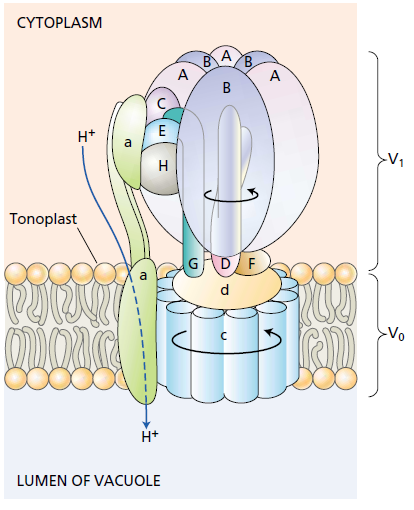 CYTOPLASM
A
B
B
A
A
B
C
V1
H+
E
a
H
Tonoplast
G
D
F
a
d
c
V0
H+
LUMEN OF VACUOLE